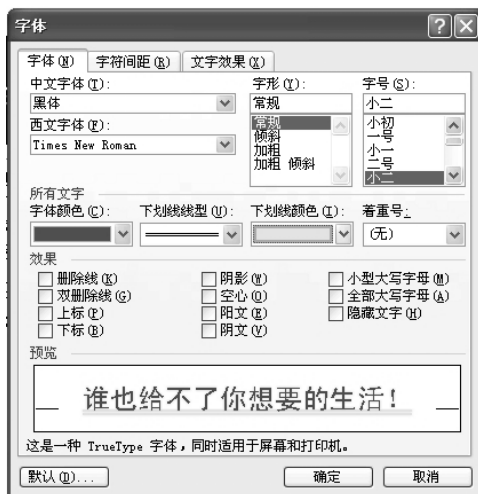 字体
字体(N) 字符间距(R) 文字效果(X)
中文字体(T): 字形(Y): 字号(S):
黑体 常规 小二
西文字体(F): 常规 小初
Times New Roman 倾斜 一号
加粗 小一
加粗 倾斜 二号
小二
所有文字
字体颜色(C): 下划线线型(U): 下划线颜色(I): 着重号:
(无)
效果
删除线(K) 阴影(W) 小型大写字母(M)
双删除线(G) 空心(O) 全部大写字母(A)
上标(P) 阳文(E) 隐藏文字(H)
下标(B) 阴文(V)
预览
谁也给不了你想要的生活！
这是一种 TrueType 字体，同时适用于屏幕和打印机。
默认(D)... 确定 取消